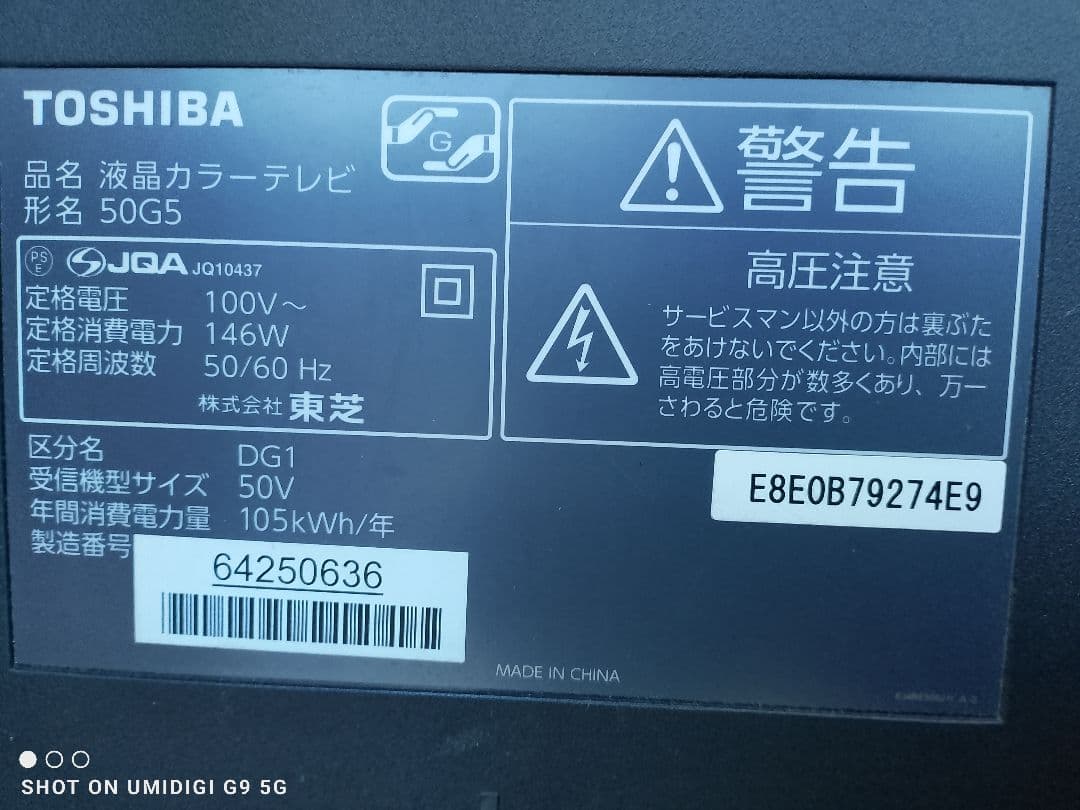 TOSHIBA
G
品名 液晶カラーテレビ
形名 50G5
PS
E
JQA JQ10437
定格電圧 100V～
定格消費電力 146W
定格周波数 50/60 Hz
株式会社 東芝
区分名 DG1
受信機型サイズ 50V
年間消費電力量 105kWh/年
製造番号
64250636
警告
高圧注意
サービスマン以外の方は裏ぶた
をあけないでください。内部には
高電圧部分が数多くあり、万一
さわると危険です。
E8E0B79274E9
MADE IN CHINA
SHOT ON UMIDIGI G9 5G